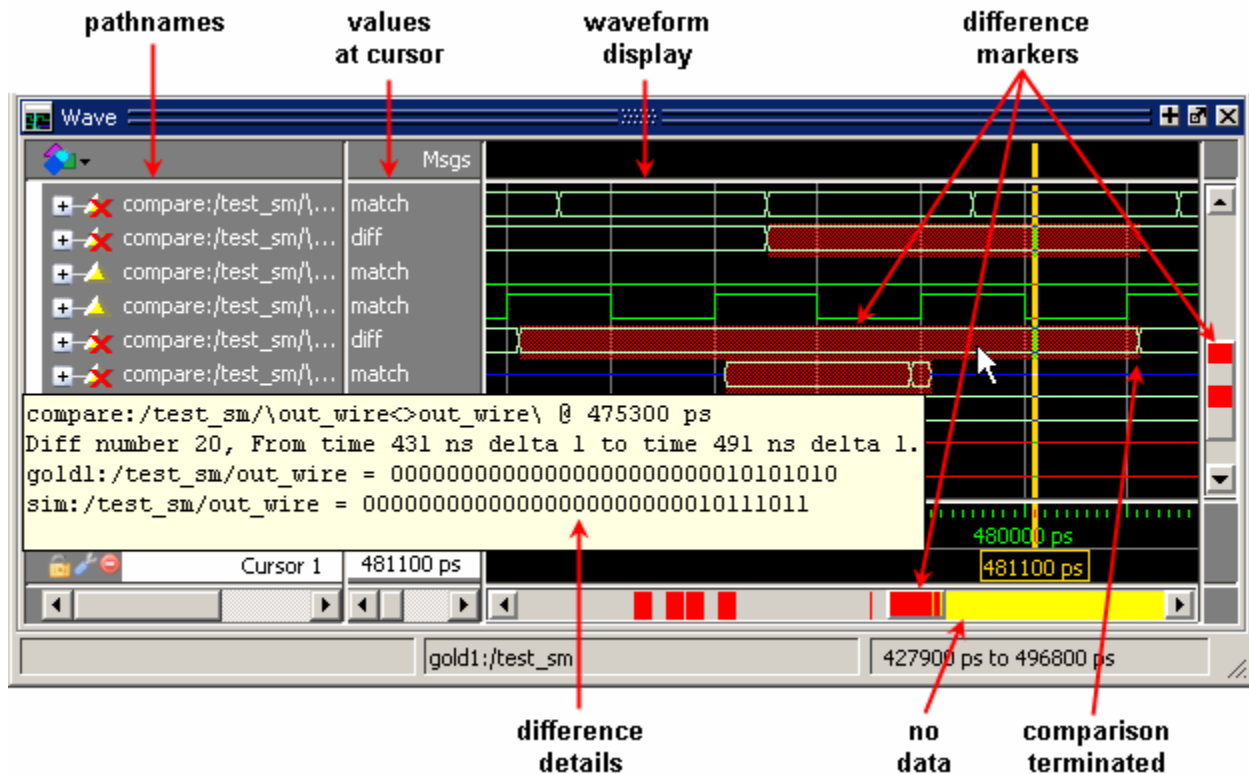 pathnames
values
at cursor
waveform
display
difference
markers
Wave
Msgs
compare:/test_sm/\... match
compare:/test_sm/\... diff
compare:/test_sm/\... match
compare:/test_sm/\... match
compare:/test_sm/\... diff
compare:/test_sm/\... match
compare:/test_sm/\out_wire<>out_wire\ @ 475300 ps
Diff number 20, From time 431 ns delta 1 to time 491 ns delta 1.
gold1:/test_sm/out_wire = 00000000000000000000000010101010
sim:/test_sm/out_wire = 00000000000000000000000010111011
480000 ps
Cursor 1 481100 ps
481100 ps
gold1:/test_sm
427900 ps to 496800 ps
difference
details
no
data
comparison
terminated